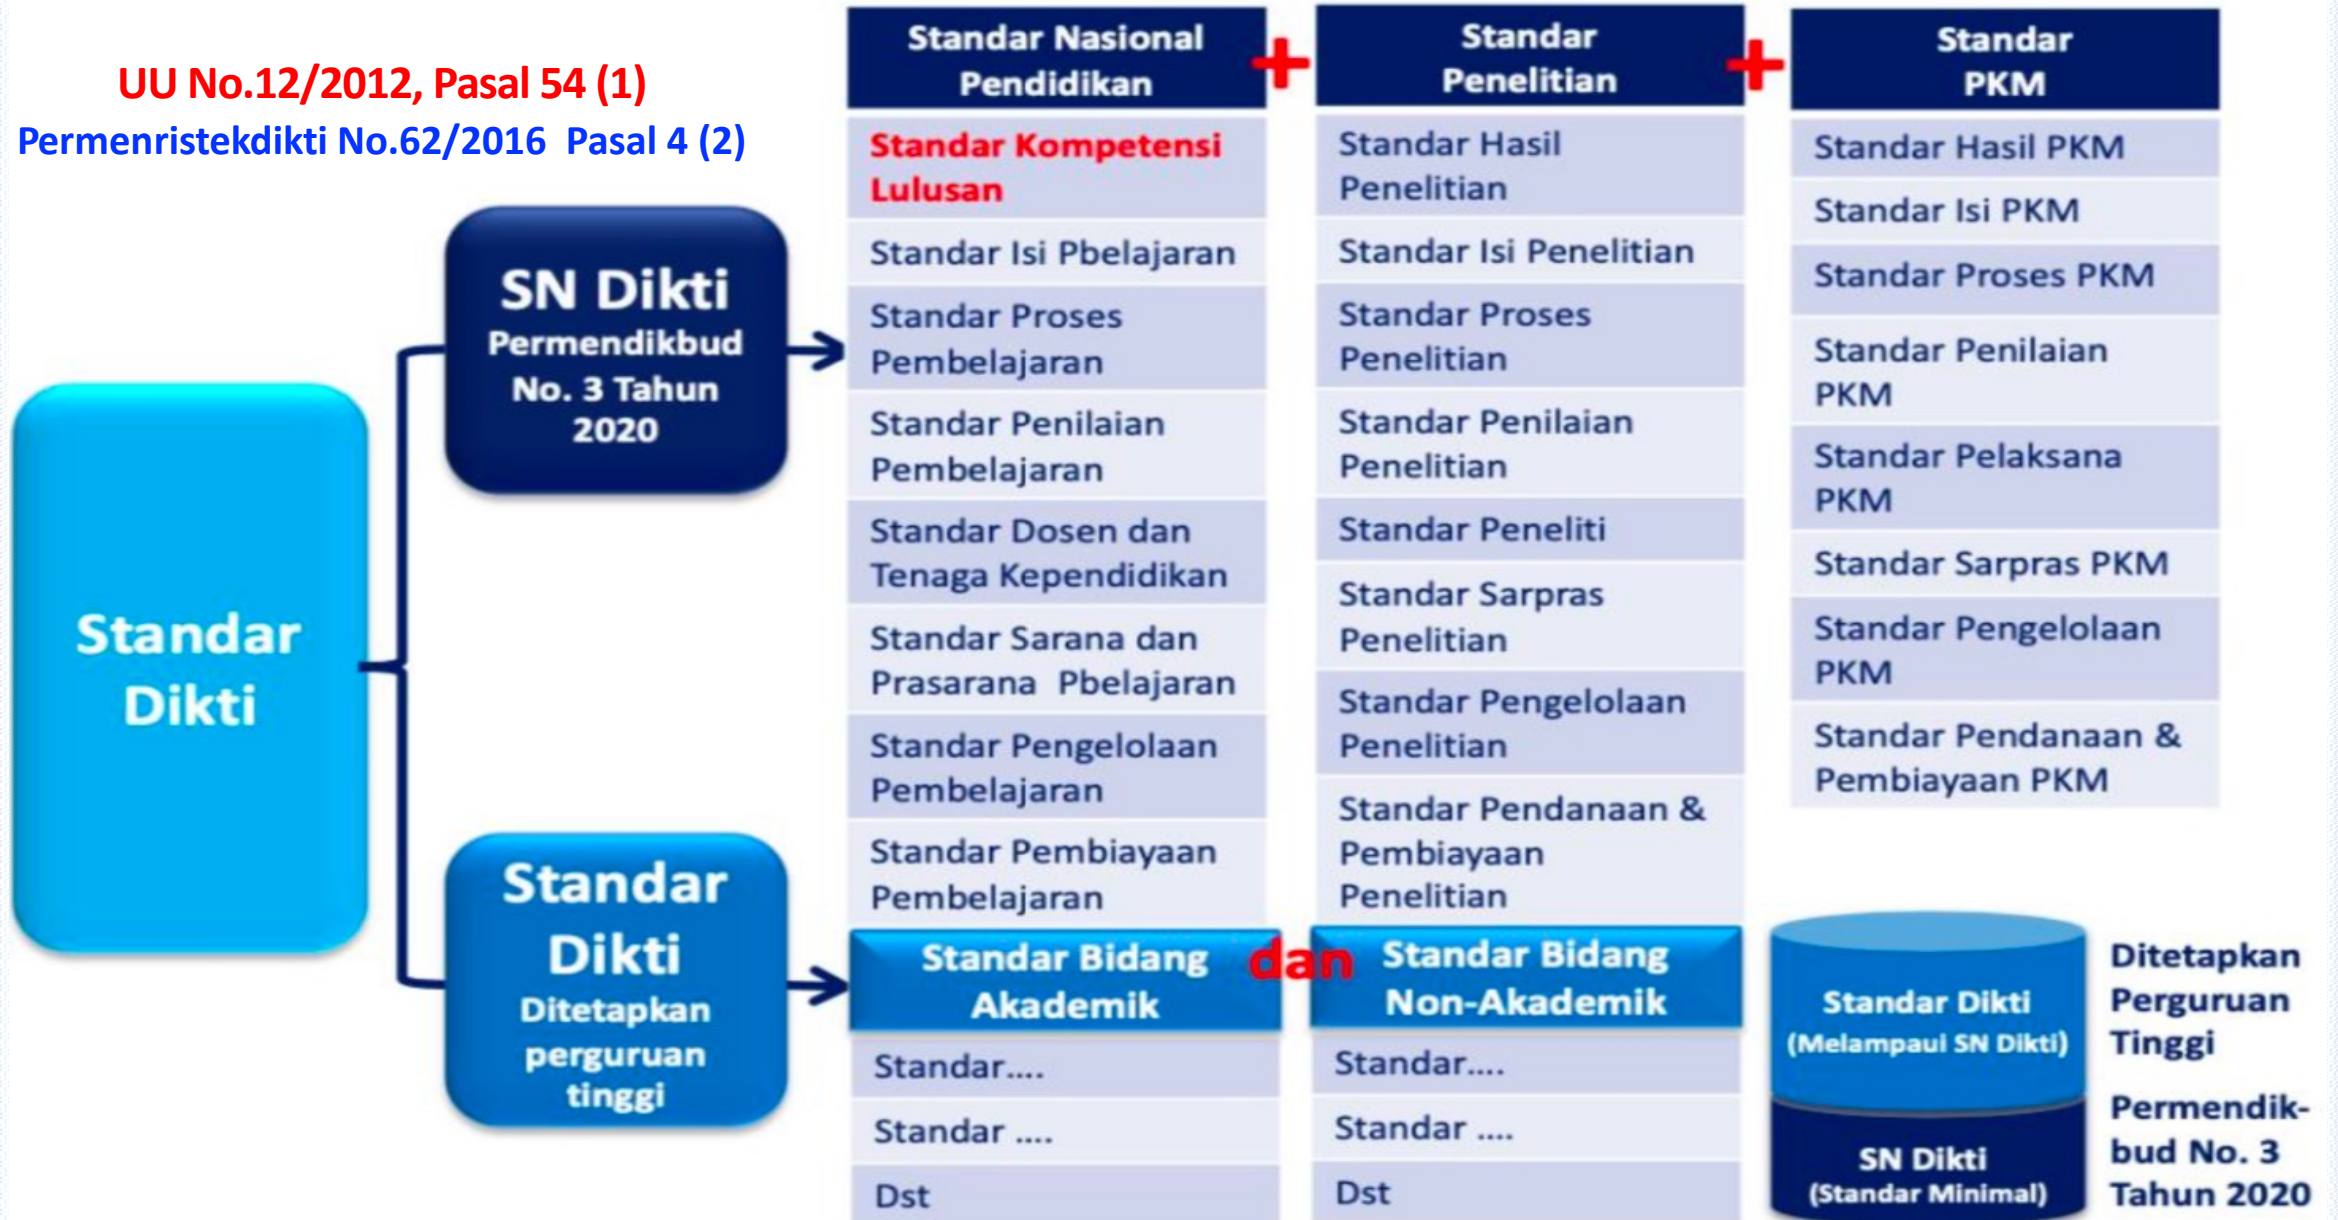 UU No.12/2012, Pasal 54 (1)
Permenristekdikti No.62/2016 Pasal 4 (2)
Standar
Dikti
SN Dikti
Permendikbud
No. 3 Tahun
2020
Standar
Dikti
Ditetapkan
perguruan
tinggi
Standar Nasional
Pendidikan
+
Standar
Penelitian
+
Standar
PKM
Standar Kompetensi
Lulusan
Standar Isi Pbelajaran
Standar Proses
Pembelajaran
Standar Penilaian
Pembelajaran
Standar Dosen dan
Tenaga Kependidikan
Standar Sarana dan
Prasarana Pbelajaran
Standar Pengelolaan
Pembelajaran
Standar Pembiayaan
Pembelajaran
Standar Hasil
Penelitian
Standar Isi Penelitian
Standar Proses
Penelitian
Standar Penilaian
Penelitian
Standar Peneliti
Standar Sarpras
Penelitian
Standar Pengelolaan
Penelitian
Standar Pendanaan &
Pembiayaan
Penelitian
Standar Hasil PKM
Standar Isi PKM
Standar Proses PKM
Standar Penilaian
PKM
Standar Pelaksana
PKM
Standar Sarpras PKM
Standar Pengelolaan
PKM
Standar Pendanaan &
Pembiayaan PKM
Standar Bidang
Akademik
dan
Standar Bidang
Non-Akademik
Standar....
Standar ....
Dst
Standar....
Standar ....
Dst
Standar Dikti
(Melampaui SN Dikti)
SN Dikti
(Standar Minimal)
Ditetapkan
Perguruan
Tinggi
Permendik-
bud No. 3
Tahun 2020